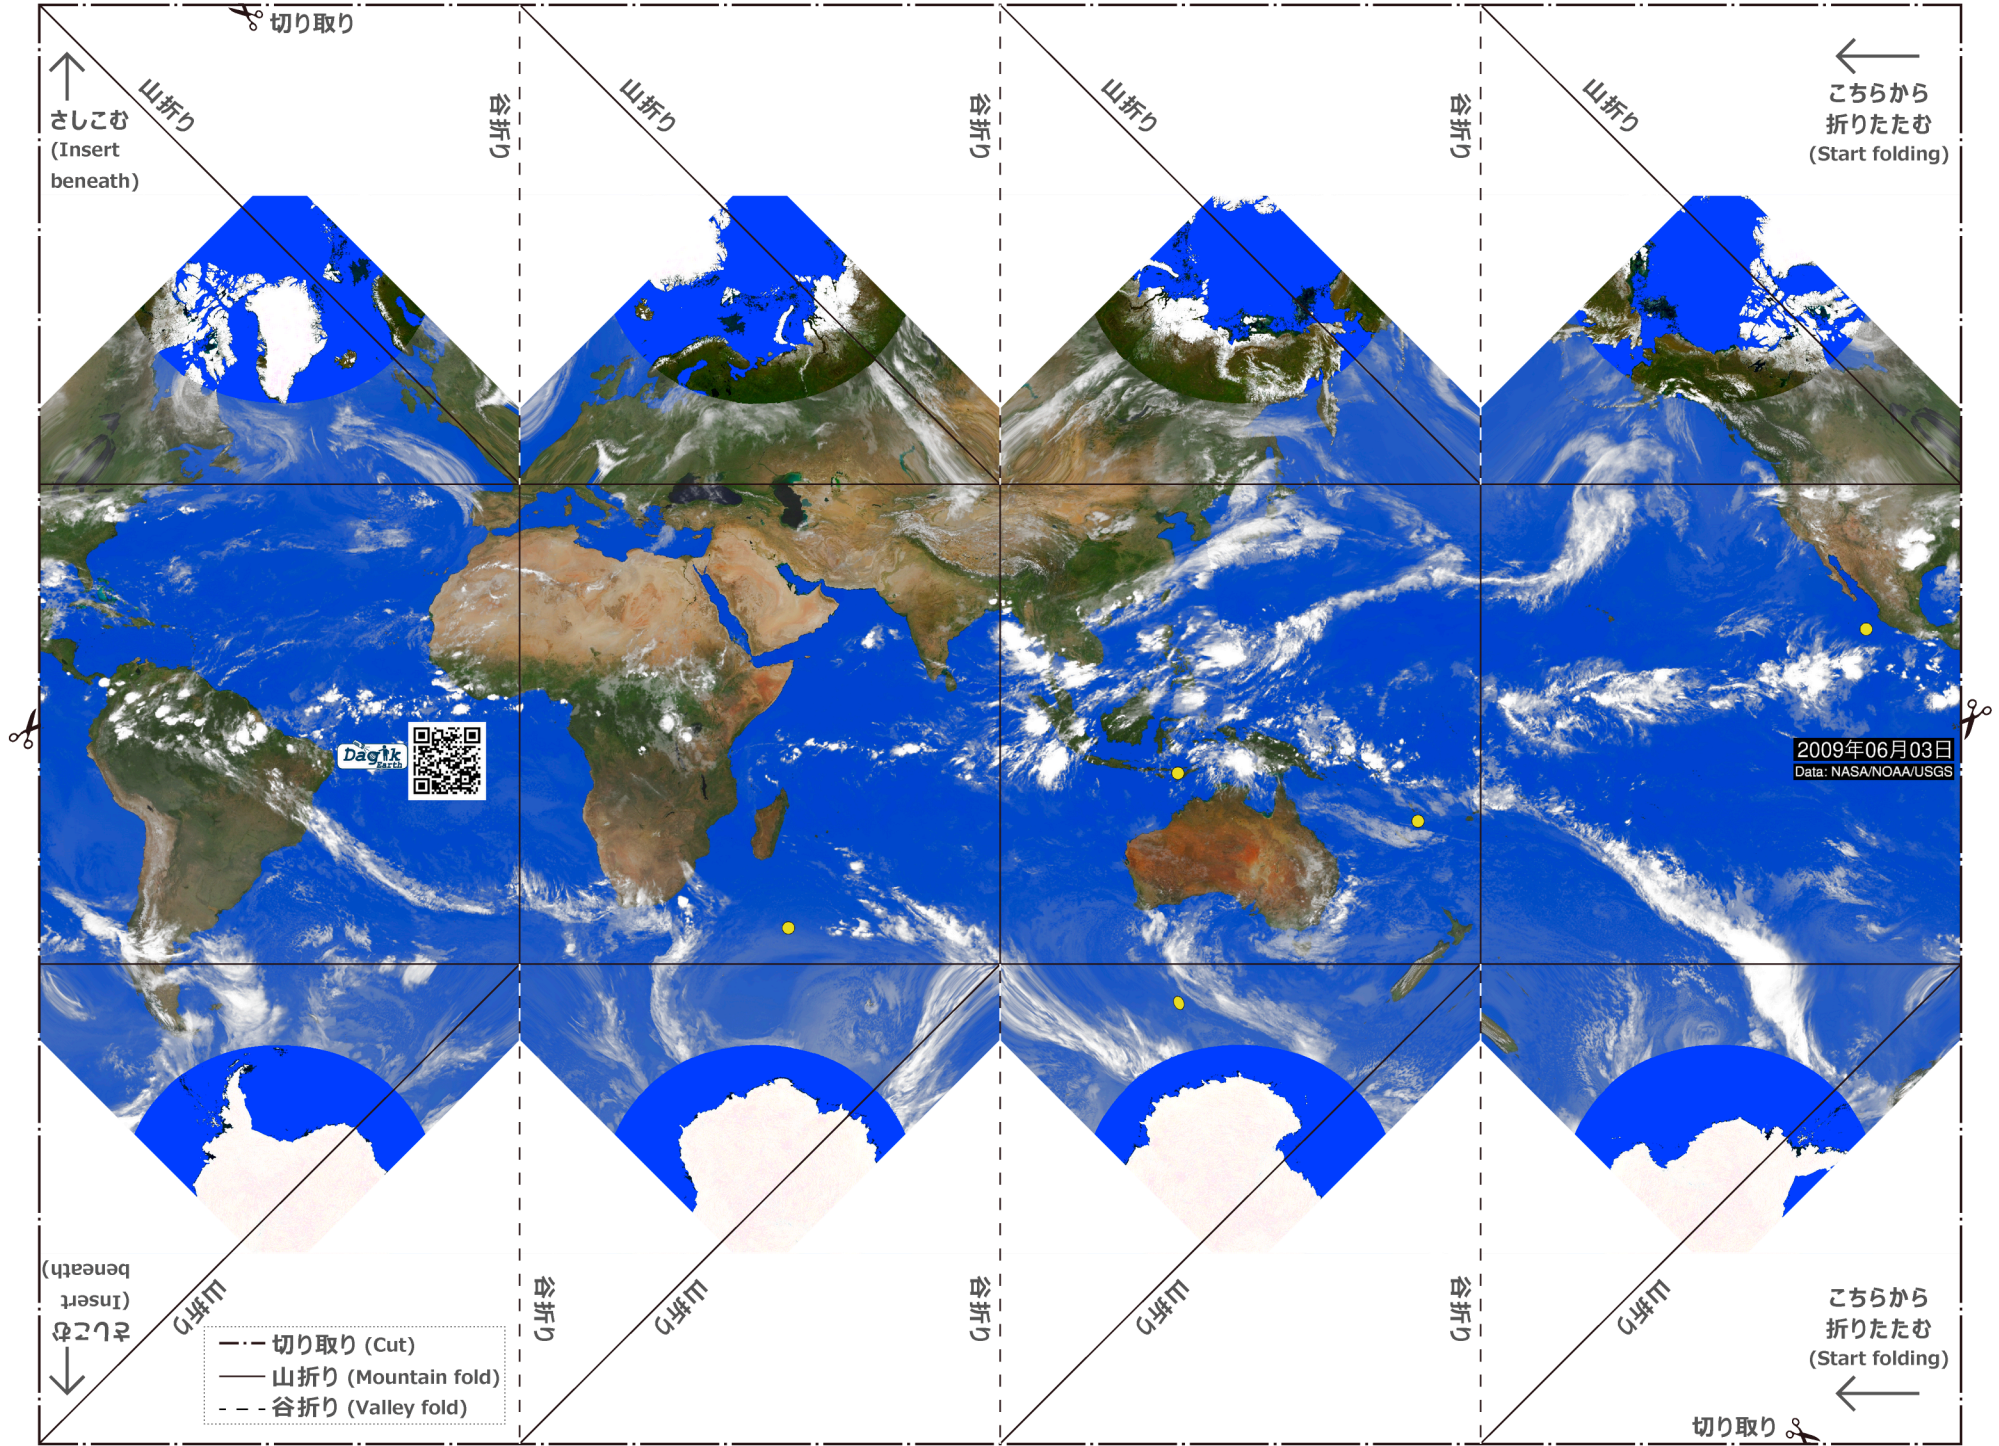 切り取り
さしこむ
(Insert
beneath)
山折り
谷折り
山折り
谷折り
山折り
谷折り
山折り
こちらから
折りたたむ
(Start folding)
Dagik
Earth
2009年06月03日
Data: NASA/NOAA/USGS
さしこむ
(Insert
beneath)
山折り
谷折り
山折り
谷折り
山折り
谷折り
山折り
こちらから
折りたたむ
(Start folding)
切り取り (Cut)
山折り (Mountain fold)
谷折り (Valley fold)
切り取り